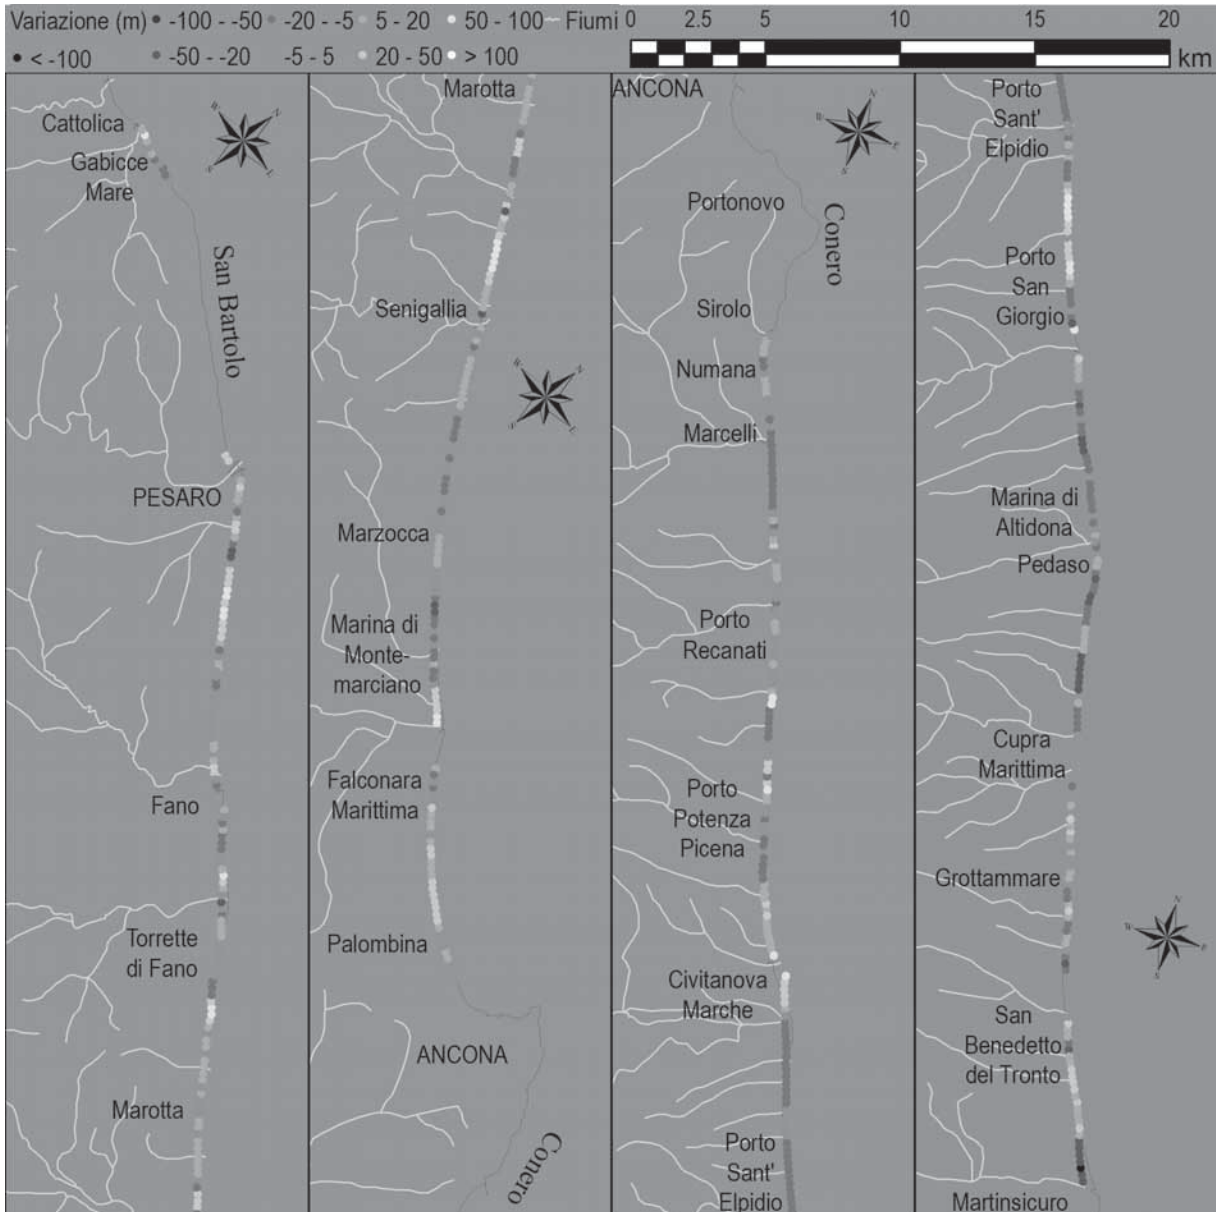 Variazione (m) -100 - -50 -20 - -5 5 - 20 50 - 100 Fiumi
< -100 -50 - -20 -5 - 5 20 - 50 > 100
0 2.5 5 10 15 20
km
Cattolica
Gabicce
Mare
San Bartolo
PESARO
Fano
Torrette
di Fano
Marotta
Marotta
Senigallia
Marzocca
Marina di
Monte-
marciano
Falconara
Marittima
Palombina
ANCONA
Conero
ANCONA
Portonovo
Conero
Sirolo
Numana
Marcelli
Porto
Recanati
Porto
Potenza
Picena
Civitanova
Marche
Porto
Sant'
Elpidio
Porto
Sant'
Elpidio
Porto
San
Giorgio
Marina di
Altidona
Pedaso
Cupra
Marittima
Grottammare
San
Benedetto
del Tronto
Martinsicuro